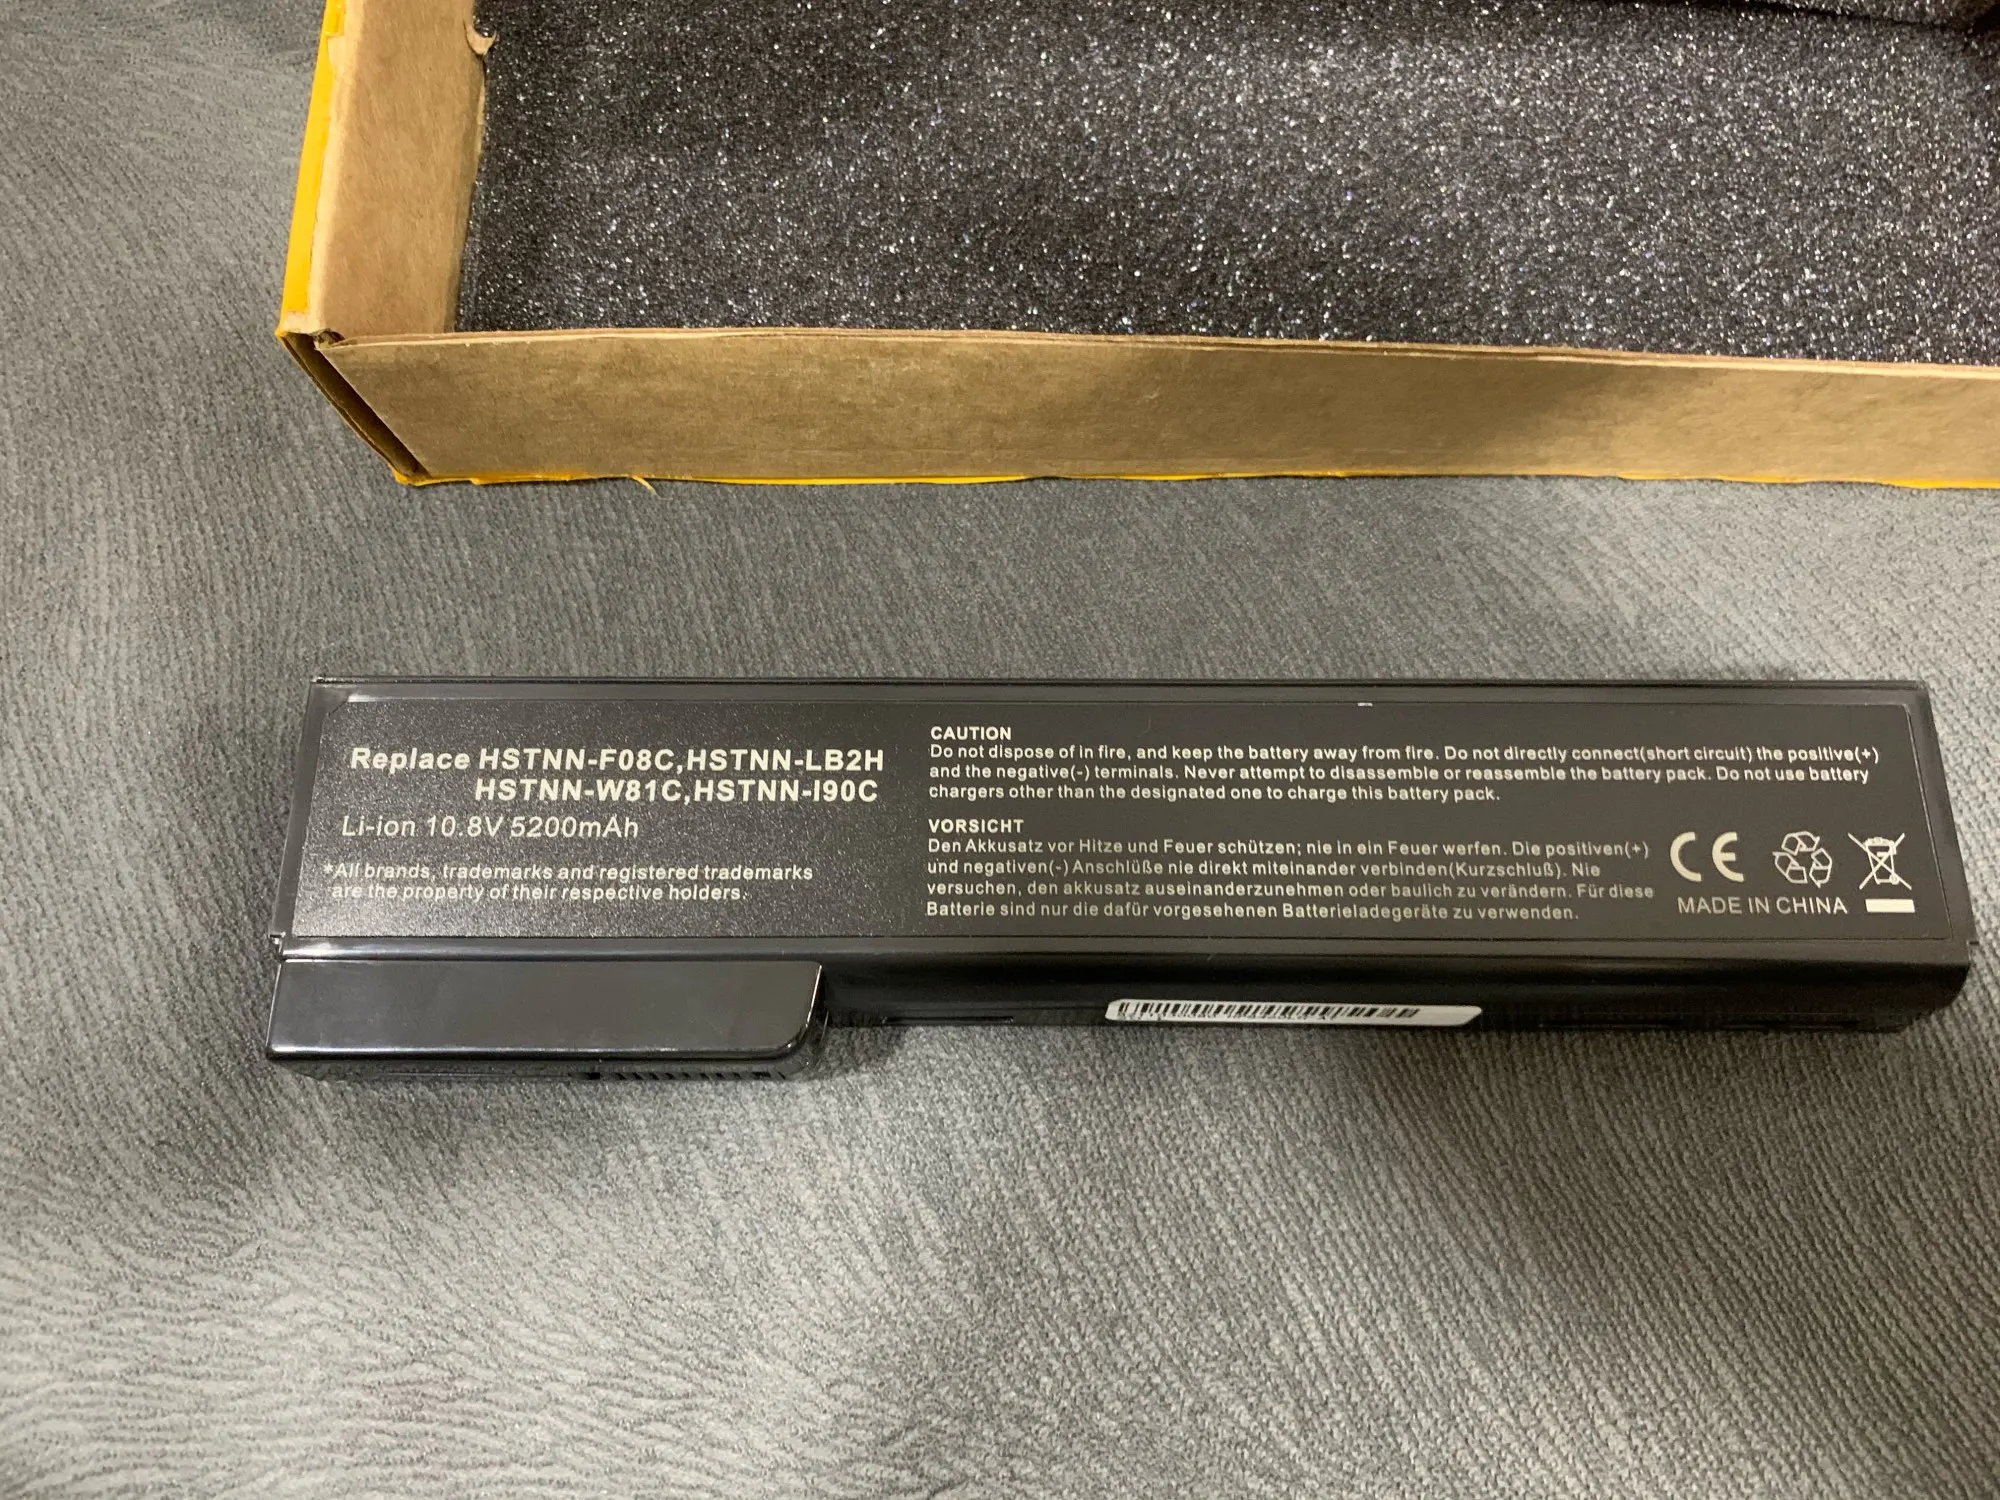 Replace HSTNN-F08C,HSTNN-LB2H
HSTNN-W81C,HSTNN-I90C
Li-ion 10.8V 5200mAh
*All brands, trademarks and registered trademarks
are the property of their respective holders.
CAUTION
Do not dispose of in fire, and keep the battery away from fire. Do not directly connect(short circuit) the positive(+)
and the negative(-) terminals. Never attempt to disassemble or reassemble the battery pack. Do not use battery
chargers other than the designated one to charge this battery pack.
VORSICHT
Den Akkusatz vor Hitze und Feuer schützen; nie in ein Feuer werfen. Die positiven(+)
und negativen(-) Anschlüße nie direkt miteinander verbinden(Kurzschluß). Nie
versuchen, den akkusatz auseinanderzunehmen oder baulich zu verändern. Für diese
Batterie sind nur die dafür vorgesehenen Batterieladegeräte zu verwenden.
CE
MADE IN CHINA